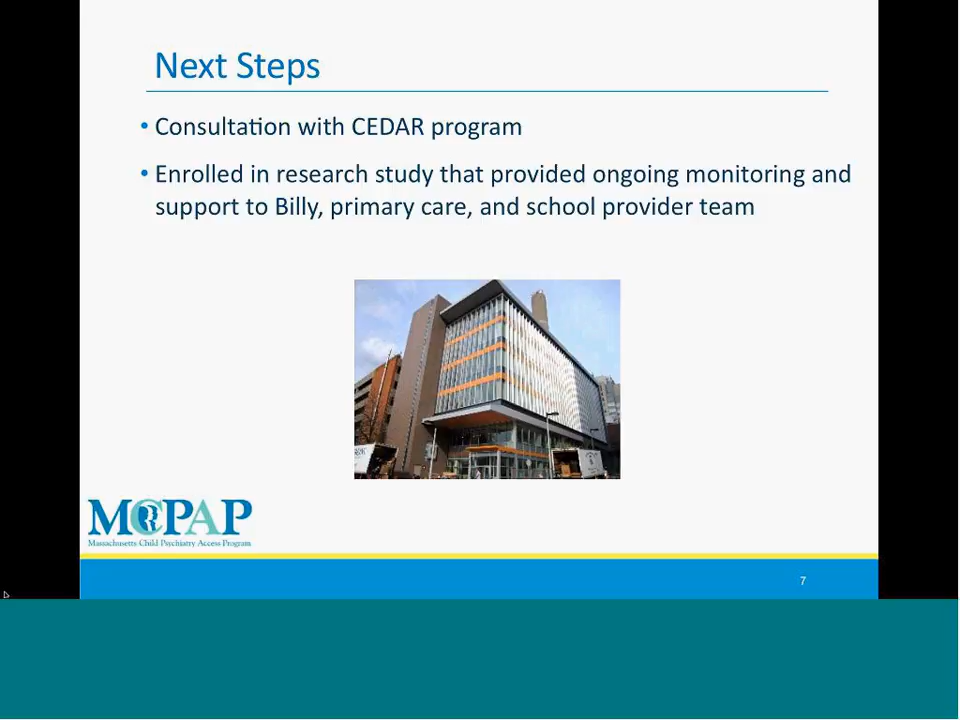 Next Steps
• Consultation with CEDAR program
• Enrolled in research study that provided ongoing monitoring and
support to Billy, primary care, and school provider team
MCPAP
Massachusetts Child Psychiatry Access Program
7